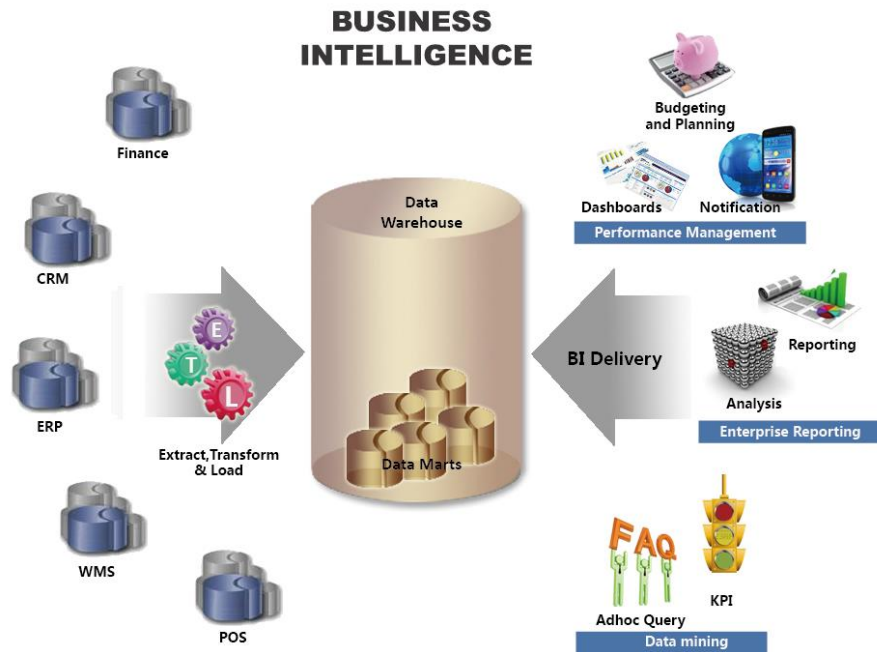 BUSINESS
INTELLIGENCE
Finance
CRM
ERP
WMS
POS
E
T
L
Extract,Transform
& Load
Data
Warehouse
Data Marts
BI Delivery
Budgeting
and Planning
Dashboards
Notification
Performance Management
Reporting
Analysis
Enterprise Reporting
FAQ
Adhoc Query
KPI
Data mining